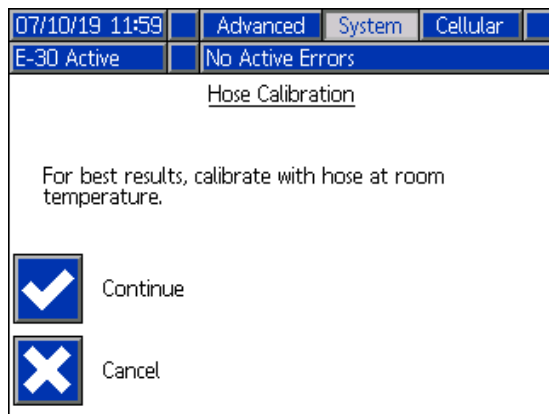 07/10/19 11:59 Advanced System Cellular
E-30 Active No Active Errors
Hose Calibration
For best results, calibrate with hose at room
temperature.
Continue
Cancel